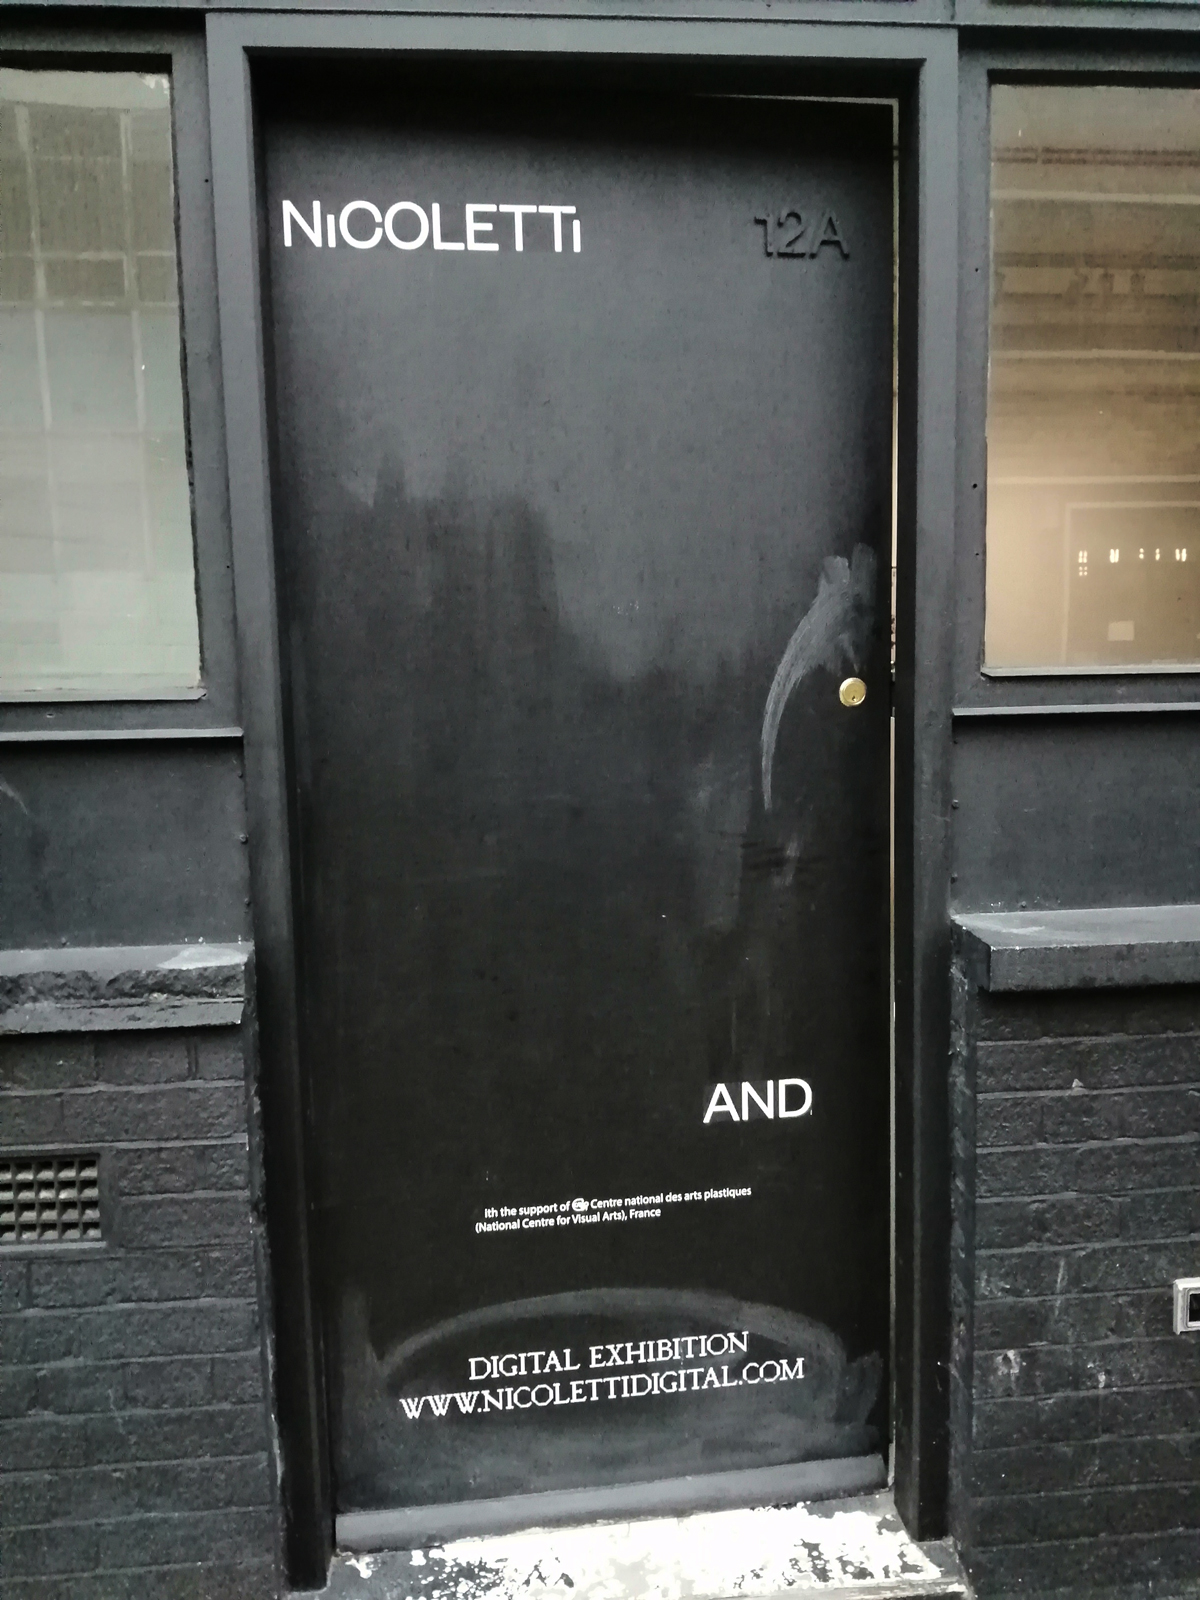 NiCOLETTi
12A
AND
Ith the support of Centre national des arts plastiques
(National Centre for Visual Arts), France
DIGITAL EXHIBITION
WWW.NICOLETTIDIGITAL.COM